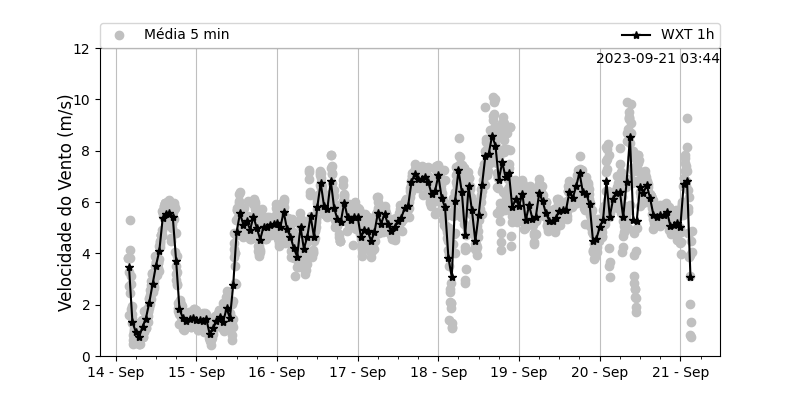 Média 5 min
WXT 1h
2023-09-21 03:44
Velocidade do Vento (m/s)
12
10
8
6
4
2
0
14 - Sep
15 - Sep
16 - Sep
17 - Sep
18 - Sep
19 - Sep
20 - Sep
21 - Sep